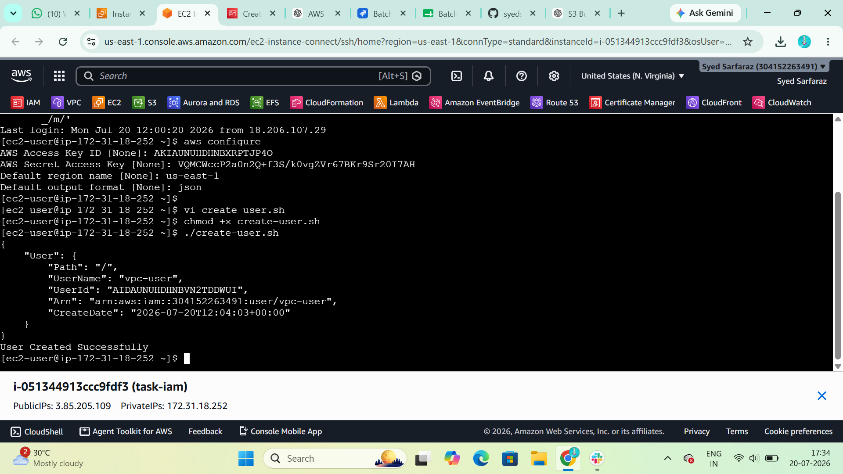 (10) W
Instan
EC2 I
Creat
AWS
Batch
Batch
syeds
S3 Bu
Ask Gemini
us-east-1.console.aws.amazon.com/ec2-instance-connect/ssh/home?region=us-east-1&connType=standard&instanceId=i-051344913ccc9fdf3&osUser=...
aws
Search
[Alt+S]
United States (N. Virginia)
Syed Sarfaraz (304152263491)
Syed Sarfaraz
IAM
VPC
EC2
S3
Aurora and RDS
EFS
CloudFormation
Lambda
Amazon EventBridge
Route 53
Certificate Manager
CloudFront
CloudWatch
_/m/'
Last login: Mon Jul 20 12:00:20 2026 from 18.206.107.29
[ec2-user@ip-172-31-18-252 ~]$ aws configure
AWS Access Key ID [None]: AKIAUNUHDHNBXRPTJP4O
AWS Secret Access Key [None]: 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
Default region name [None]: us-east-1
Default output format [None]: json
[ec2-user@ip-172-31-18-252 ~]$
[ec2-user@ip-172-31-18-252 ~]$ vi create-user.sh
[ec2-user@ip-172-31-18-252 ~]$ chmod +x create-user.sh
[ec2-user@ip-172-31-18-252 ~]$ ./create-user.sh
{
"User": {
"Path": "/",
"UserName": "vpc-user",
"UserId": "AIDAUNUHDHNBVN2TDDWUI",
"Arn": "arn:aws:iam::304152263491:user/vpc-user",
"CreateDate": "2026-07-20T12:04:03+00:00"
}
}
User Created Successfully
[ec2-user@ip-172-31-18-252 ~]$
i-051344913ccc9fdf3 (task-iam)
PublicIPs: 3.85.205.109 PrivateIPs: 172.31.18.252
CloudShell
Agent Toolkit for AWS
Feedback
Console Mobile App
© 2026, Amazon Web Services, Inc. or its affiliates.
Privacy
Terms
Cookie preferences
2
30°C
Mostly cloudy
Search
ENG
IN
17:34
20-07-2026